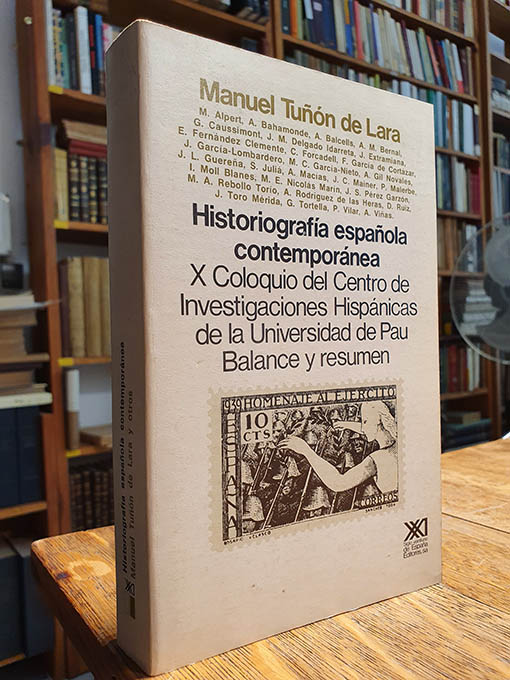 Manuel Tuñón de Lara
M. Alpert, A. Bahamonde, A. Balcells, A. M. Bernal,
G. Caussimont, J. M. Delgado Idarreta, J. Extramiana,
E. Fernández Clemente, C. Forcadell, F. García de Cortázar,
J. García-Lombardero, M. C. García-Nieto, A. Gil Novales,
J. L. Guereña, S. Juliá, A. Macías, J. C. Mainer, P. Malerbe,
I. Moll Blanes, M. E. Nicolás Marín, J. S. Pérez Garzón,
M. A. Rebollo Torío, A. Rodríguez de las Heras, D. Ruiz,
J. Toro Mérida, G. Tortella, P. Vilar, A. Viñas.
Historiografía española
contemporánea
X Coloquio del Centro de
Investigaciones Hispánicas
de la Universidad de Pau
Balance y resumen
1939 HOMENAJE AL EJERCITO
10
CTS
CORREOS
XXI
de España
Editores, sa
Historiografía española contemporánea
Manuel Tuñón de Lara y otros